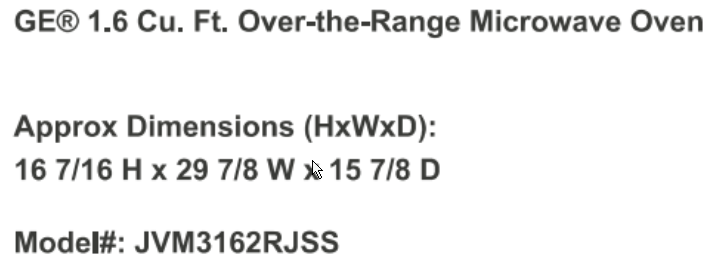 GE® 1.6 Cu. Ft. Over-the-Range Microwave Oven
Approx Dimensions (HxWxD):
16 7/16 H x 29 7/8 W x 15 7/8 D
Model#: JVM3162RJSS